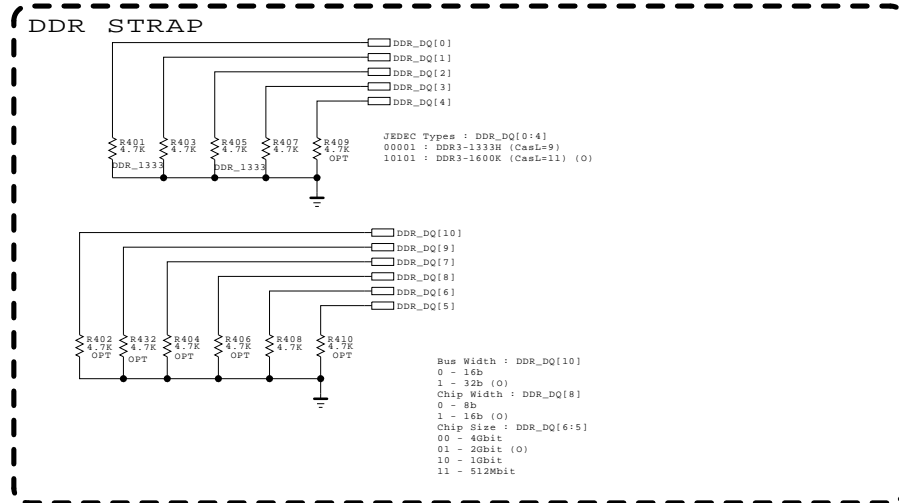 DDR STRAP
DDR_DQ[0]
DDR_DQ[1]
DDR_DQ[2]
DDR_DQ[3]
DDR_DQ[4]
R401 R403 R405 R407 R409
4.7K 4.7K 4.7K 4.7K 4.7K
OPT
DDR_1333 DDR_1333
JEDEC Types : DDR_DQ[0:4]
00001 : DDR3-1333H (CasL=9)
10101 : DDR3-1600K (CasL=11) (O)
DDR_DQ[10]
DDR_DQ[9]
DDR_DQ[7]
DDR_DQ[8]
DDR_DQ[6]
DDR_DQ[5]
R402 R432 R404 R406 R408 R410
4.7K 4.7K 4.7K 4.7K 4.7K 4.7K
OPT OPT OPT OPT OPT
Bus Width : DDR_DQ[10]
0 - 16b
1 - 32b (O)
Chip Width : DDR_DQ[8]
0 - 8b
1 - 16b (O)
Chip Size : DDR_DQ[6:5]
00 - 4Gbit
01 - 2Gbit (O)
10 - 1Gbit
11 - 512Mbit